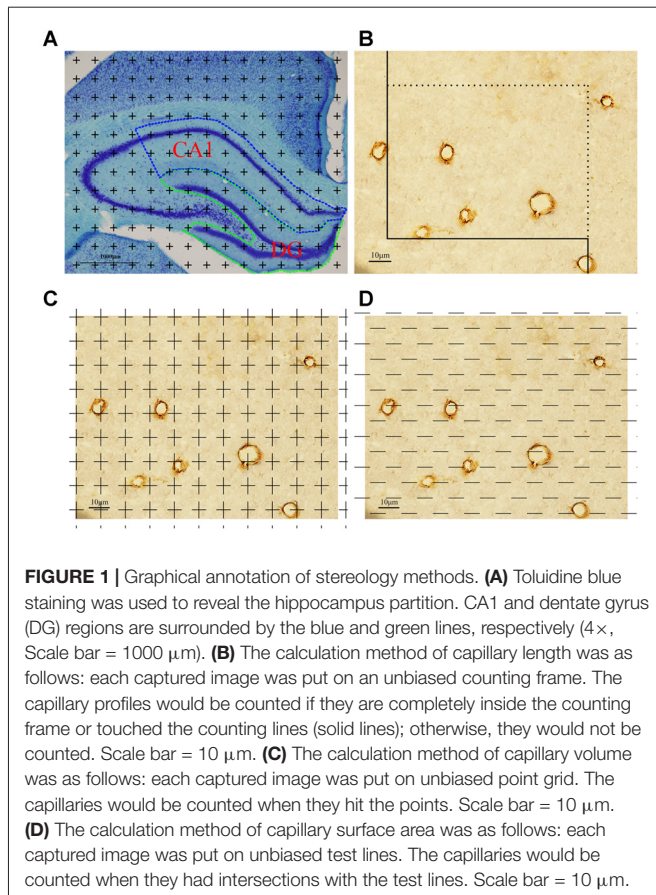 A
B
CA1
DG
1000μm
10μm
C
D
10μm
10μm
FIGURE 1 | Graphical annotation of stereology methods. (A) Toluidine blue
staining was used to reveal the hippocampus partition. CA1 and dentate gyrus
(DG) regions are surrounded by the blue and green lines, respectively (4×,
Scale bar = 1000 μm). (B) The calculation method of capillary length was as
follows: each captured image was put on an unbiased counting frame. The
capillary profiles would be counted if they are completely inside the counting
frame or touched the counting lines (solid lines); otherwise, they would not be
counted. Scale bar = 10 μm. (C) The calculation method of capillary volume
was as follows: each captured image was put on unbiased point grid. The
capillaries would be counted when they hit the points. Scale bar = 10 μm.
(D) The calculation method of capillary surface area was as follows: each
captured image was put on unbiased test lines. The capillaries would be
counted when they had intersections with the test lines. Scale bar = 10 μm.